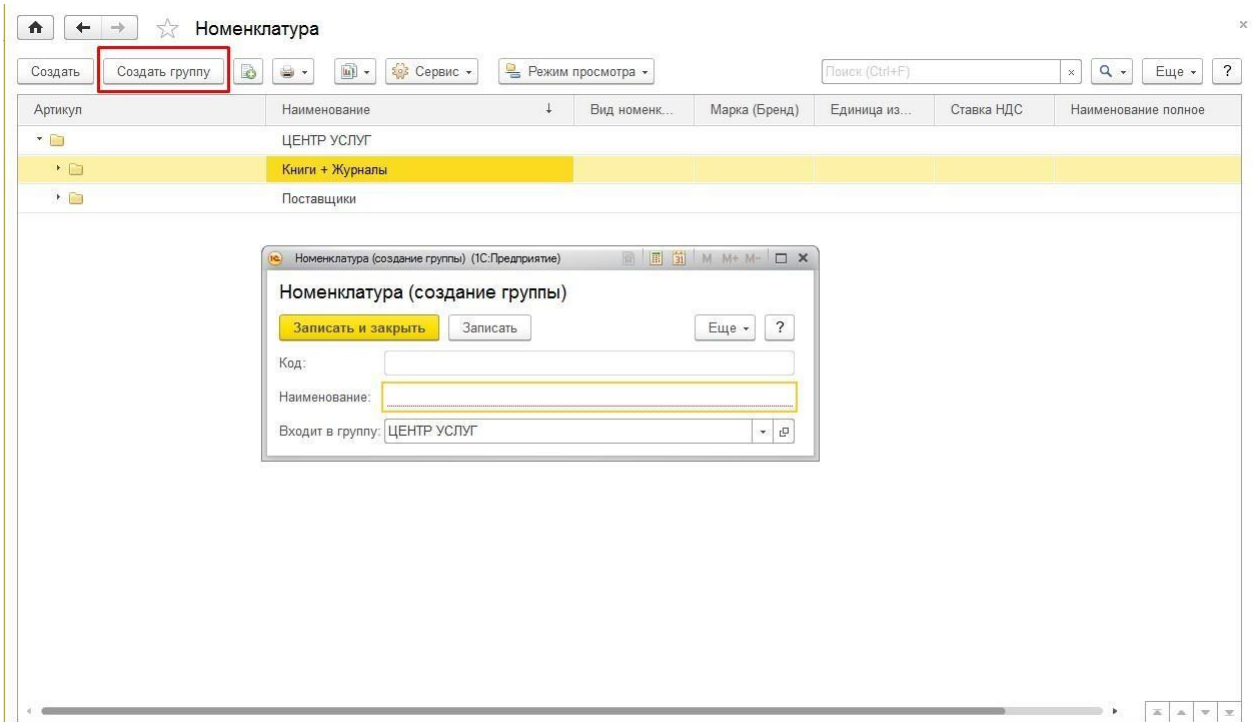 Номенклатура
Создать Создать группу Сервис Режим просмотра Поиск (Ctrl+F) × Еще ?
Артикул Наименование ↓ Вид номенк... Марка (Бренд) Единица из... Ставка НДС Наименование полное
ЦЕНТР УСЛУГ
Книги + Журналы
Поставщики
1С Номенклатура (создание группы) (1С:Предприятие) 31 M M+ M-
Номенклатура (создание группы)
Записать и закрыть Записать Еще ?
Код:
Наименование:
Входит в группу: ЦЕНТР УСЛУГ